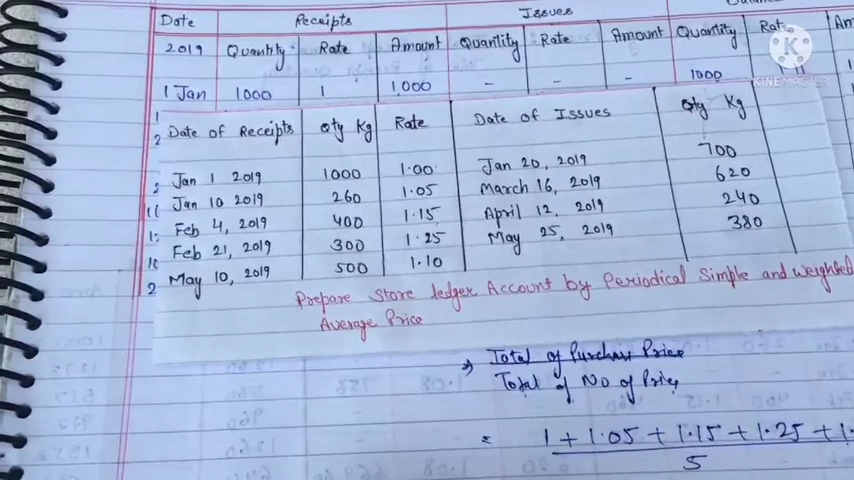 Date Receipts Issues
2019 Quantity Rate Amount Quantity Rate Amount Quantity Rate
1 Jan 1000 1 1,000 - - - 1000
Date of Receipts Qty Kg Rate Date of Issues Qty Kg
Jan 1 2019 1000 1.00 Jan 20, 2019 700
Jan 10 2019 260 1.05 March 16, 2019 620
Feb 4, 2019 400 1.15 April 12, 2019 240
Feb 21, 2019 300 1.25 May 25, 2019 380
May 10, 2019 500 1.10
Prepare Store ledger Account by Periodical Simple and weighted
Average Price
Total of Purchase Price
Total of No of Price
= 1 + 1.05 + 1.15 + 1.25 + 1.
5
K
KINEMASTER